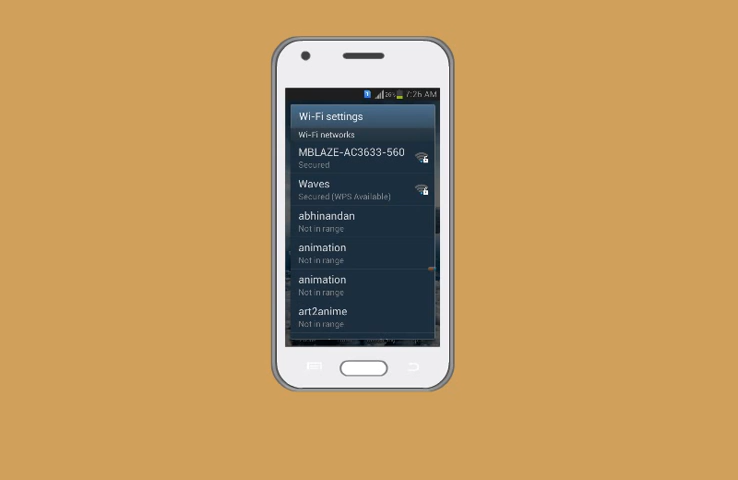 26% 7:26 AM
Wi-Fi settings
Wi-Fi networks
MBLAZE-AC3633-560
Secured
Waves
Secured (WPS Available)
abhinandan
Not in range
animation
Not in range
animation
Not in range
art2anime
Not in range